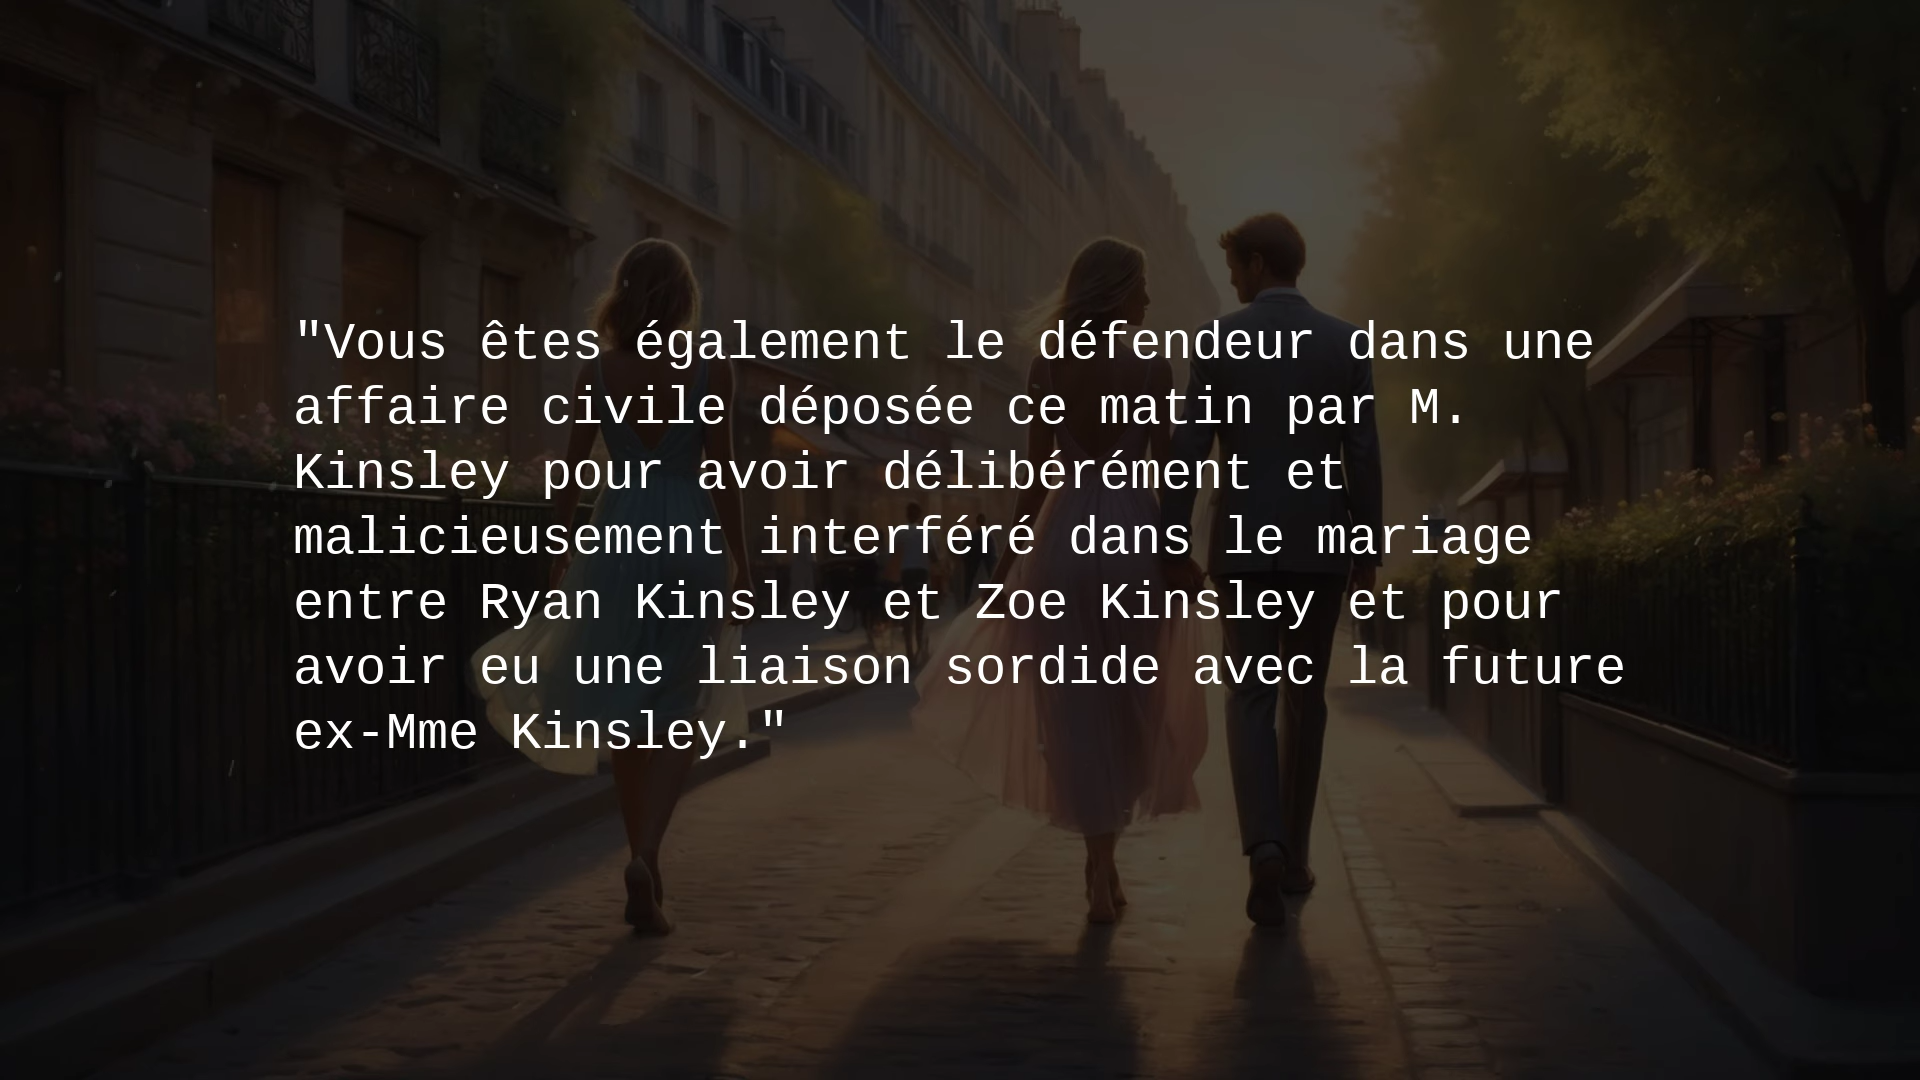 "Vous êtes également le défendeur dans une
affaire civile déposée ce matin par M.
Kinsley pour avoir délibérément et
malicieusement interféré dans le mariage
entre Ryan Kinsley et Zoe Kinsley et pour
avoir eu une liaison sordide avec la future
ex-Mme Kinsley."